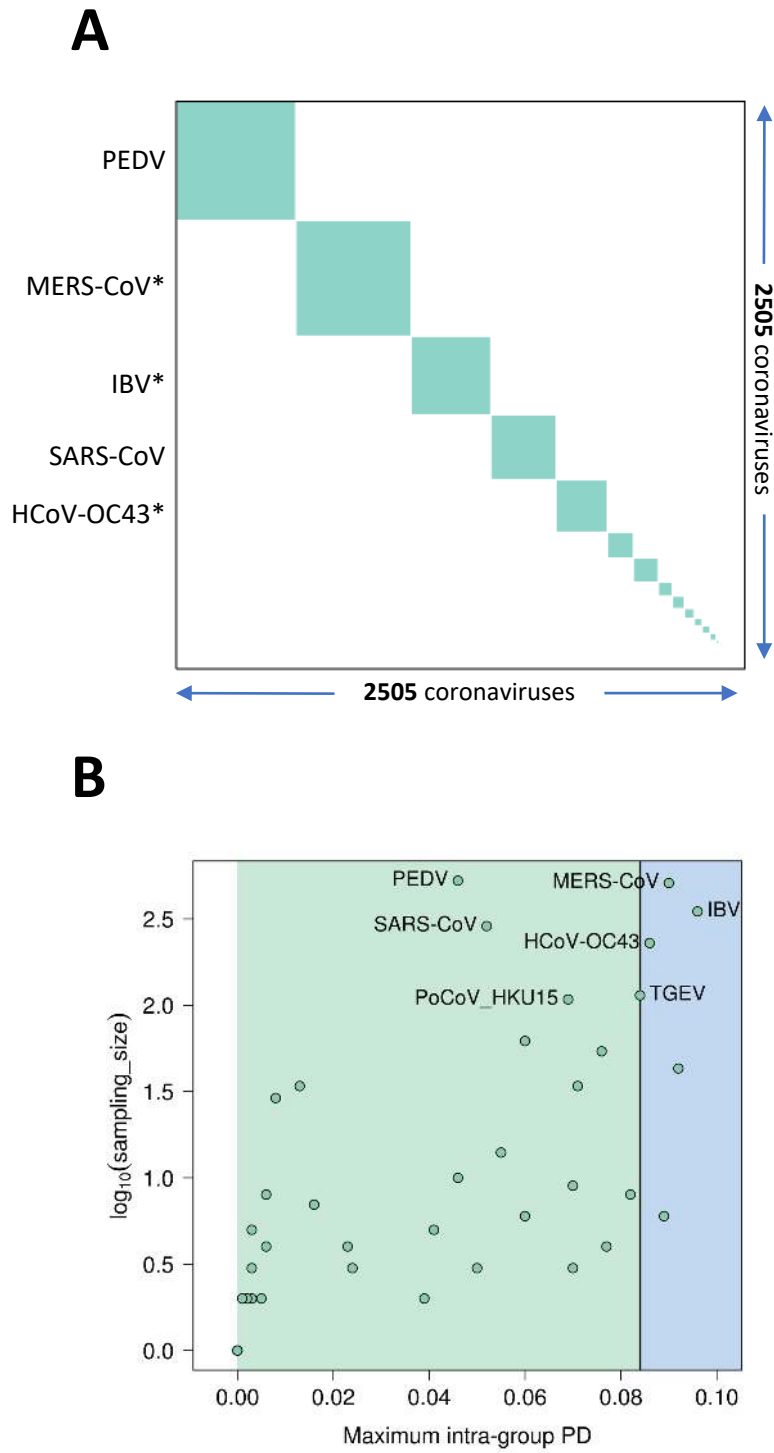 A
PEDV
MERS-CoV*
IBV*
SARS-CoV
HCoV-OC43*
2505 coronaviruses
2505 coronaviruses
B
PEDV
MERS-CoV
IBV
SARS-CoV
HCoV-OC43
PoCoV_HKU15
TGEV
log10(sampling_size)
2.5
2.0
1.5
1.0
0.5
0.0
0.00 0.02 0.04 0.06 0.08 0.10
Maximum intra-group PD